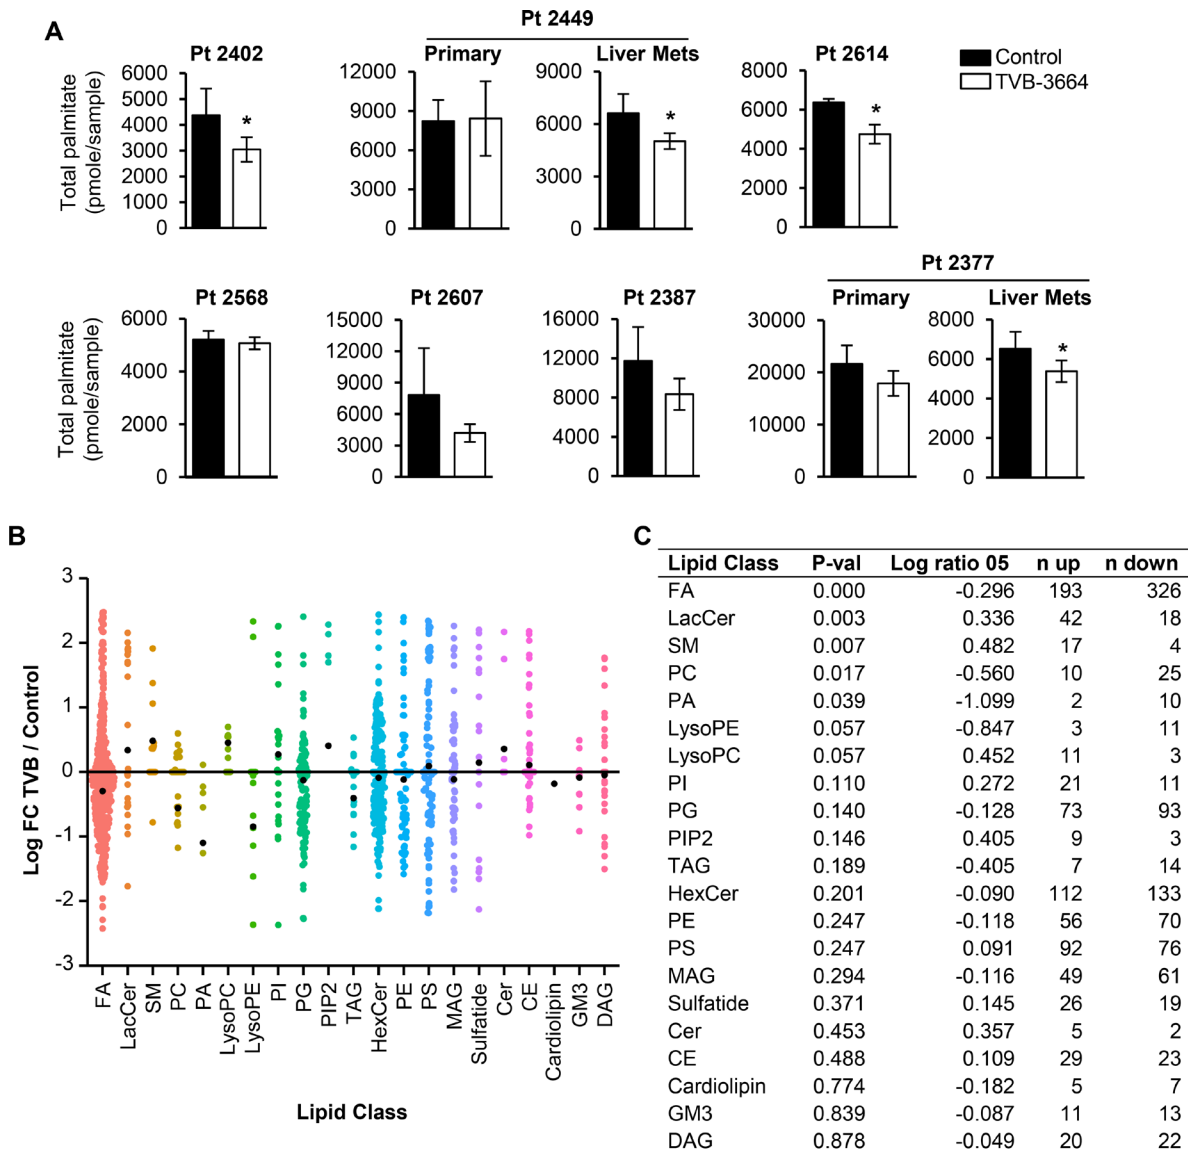 A
Pt 2402
Pt 2449
Primary
Liver Mets
Pt 2614
Control
TVB-3664
Total palmitate
(pmole/sample)
6000
5000
4000
3000
2000
1000
0
*
12000
9000
6000
3000
0
9000
6000
3000
0
*
8000
6000
4000
2000
0
*
Pt 2568
Pt 2607
Pt 2387
Pt 2377
Primary
Liver Mets
Total palmitate
(pmole/sample)
6000
4000
2000
0
15000
12000
9000
6000
3000
0
16000
12000
8000
4000
0
30000
20000
10000
0
8000
6000
4000
2000
0
*
B
Log FC TVB / Control
3
2
1
0
-1
-2
-3
FA
LacCer
SM
PC
PA
LysoPC
LysoPE
PI
PG
PIP2
TAG
HexCer
PE
PS
MAG
Sulfatide
Cer
CE
Cardiolipin
GM3
DAG
Lipid Class
C
Lipid Class P-val Log ratio 05 n up n down
FA 0.000 -0.296 193 326
LacCer 0.003 0.336 42 18
SM 0.007 0.482 17 4
PC 0.017 -0.560 10 25
PA 0.039 -1.099 2 10
LysoPE 0.057 -0.847 3 11
LysoPC 0.057 0.452 11 3
PI 0.110 0.272 21 11
PG 0.140 -0.128 73 93
PIP2 0.146 0.405 9 3
TAG 0.189 -0.405 7 14
HexCer 0.201 -0.090 112 133
PE 0.247 -0.118 56 70
PS 0.247 0.091 92 76
MAG 0.294 -0.116 49 61
Sulfatide 0.371 0.145 26 19
Cer 0.453 0.357 5 2
CE 0.488 0.109 29 23
Cardiolipin 0.774 -0.182 5 7
GM3 0.839 -0.087 11 13
DAG 0.878 -0.049 20 22